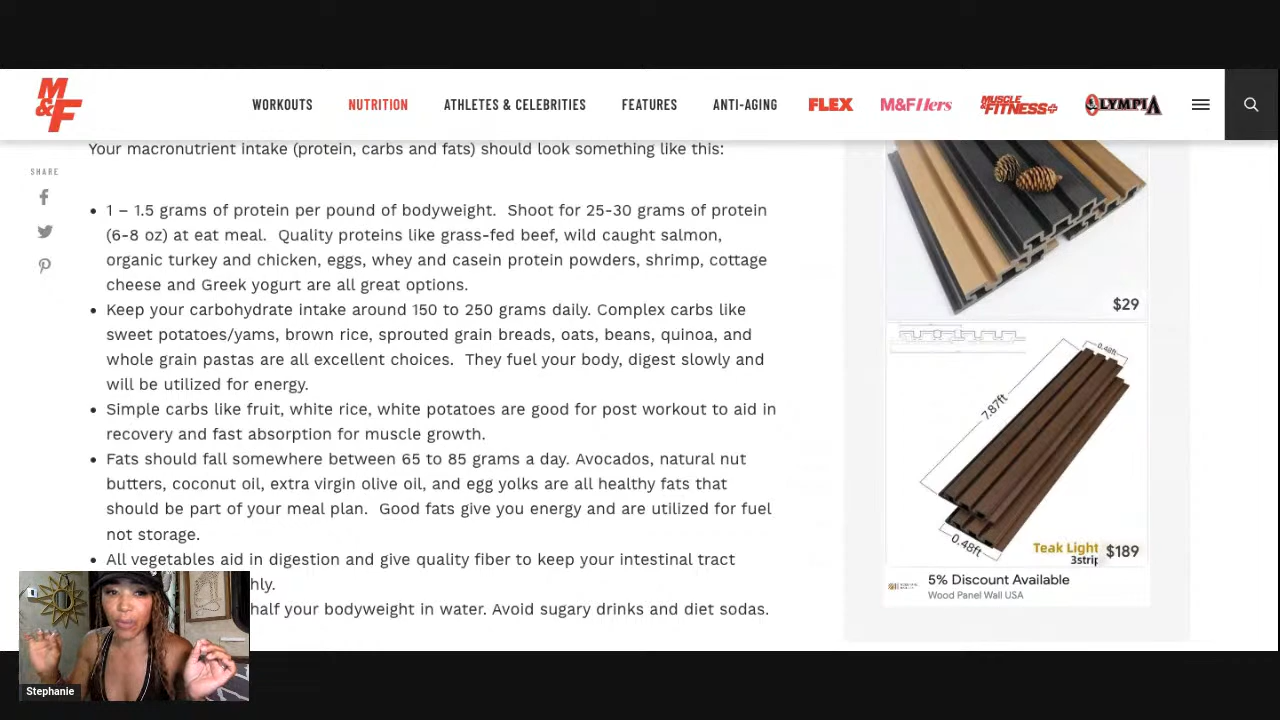 M&F
WORKOUTS
NUTRITION
ATHLETES & CELEBRITIES
FEATURES
ANTI-AGING
FLEX
M&F Hers
MUSCLE & FITNESS+
OLYMPIA
SHARE
Your macronutrient intake (protein, carbs and fats) should look something like this:
• 1 – 1.5 grams of protein per pound of bodyweight.  Shoot for 25-30 grams of protein
(6-8 oz) at eat meal.  Quality proteins like grass-fed beef, wild caught salmon,
organic turkey and chicken, eggs, whey and casein protein powders, shrimp, cottage
cheese and Greek yogurt are all great options.
• Keep your carbohydrate intake around 150 to 250 grams daily. Complex carbs like
sweet potatoes/yams, brown rice, sprouted grain breads, oats, beans, quinoa, and
whole grain pastas are all excellent choices.  They fuel your body, digest slowly and
will be utilized for energy.
• Simple carbs like fruit, white rice, white potatoes are good for post workout to aid in
recovery and fast absorption for muscle growth.
• Fats should fall somewhere between 65 to 85 grams a day. Avocados, natural nut
butters, coconut oil, extra virgin olive oil, and egg yolks are all healthy fats that
should be part of your meal plan.  Good fats give you energy and are utilized for fuel
not storage.
• All vegetables aid in digestion and give quality fiber to keep your intestinal tract
hly.
half your bodyweight in water. Avoid sugary drinks and diet sodas.
$29
0.48ft
7.87ft
0.48ft
Teak Light
3strip
$189
5% Discount Available
Wood Panel Wall USA
Stephanie